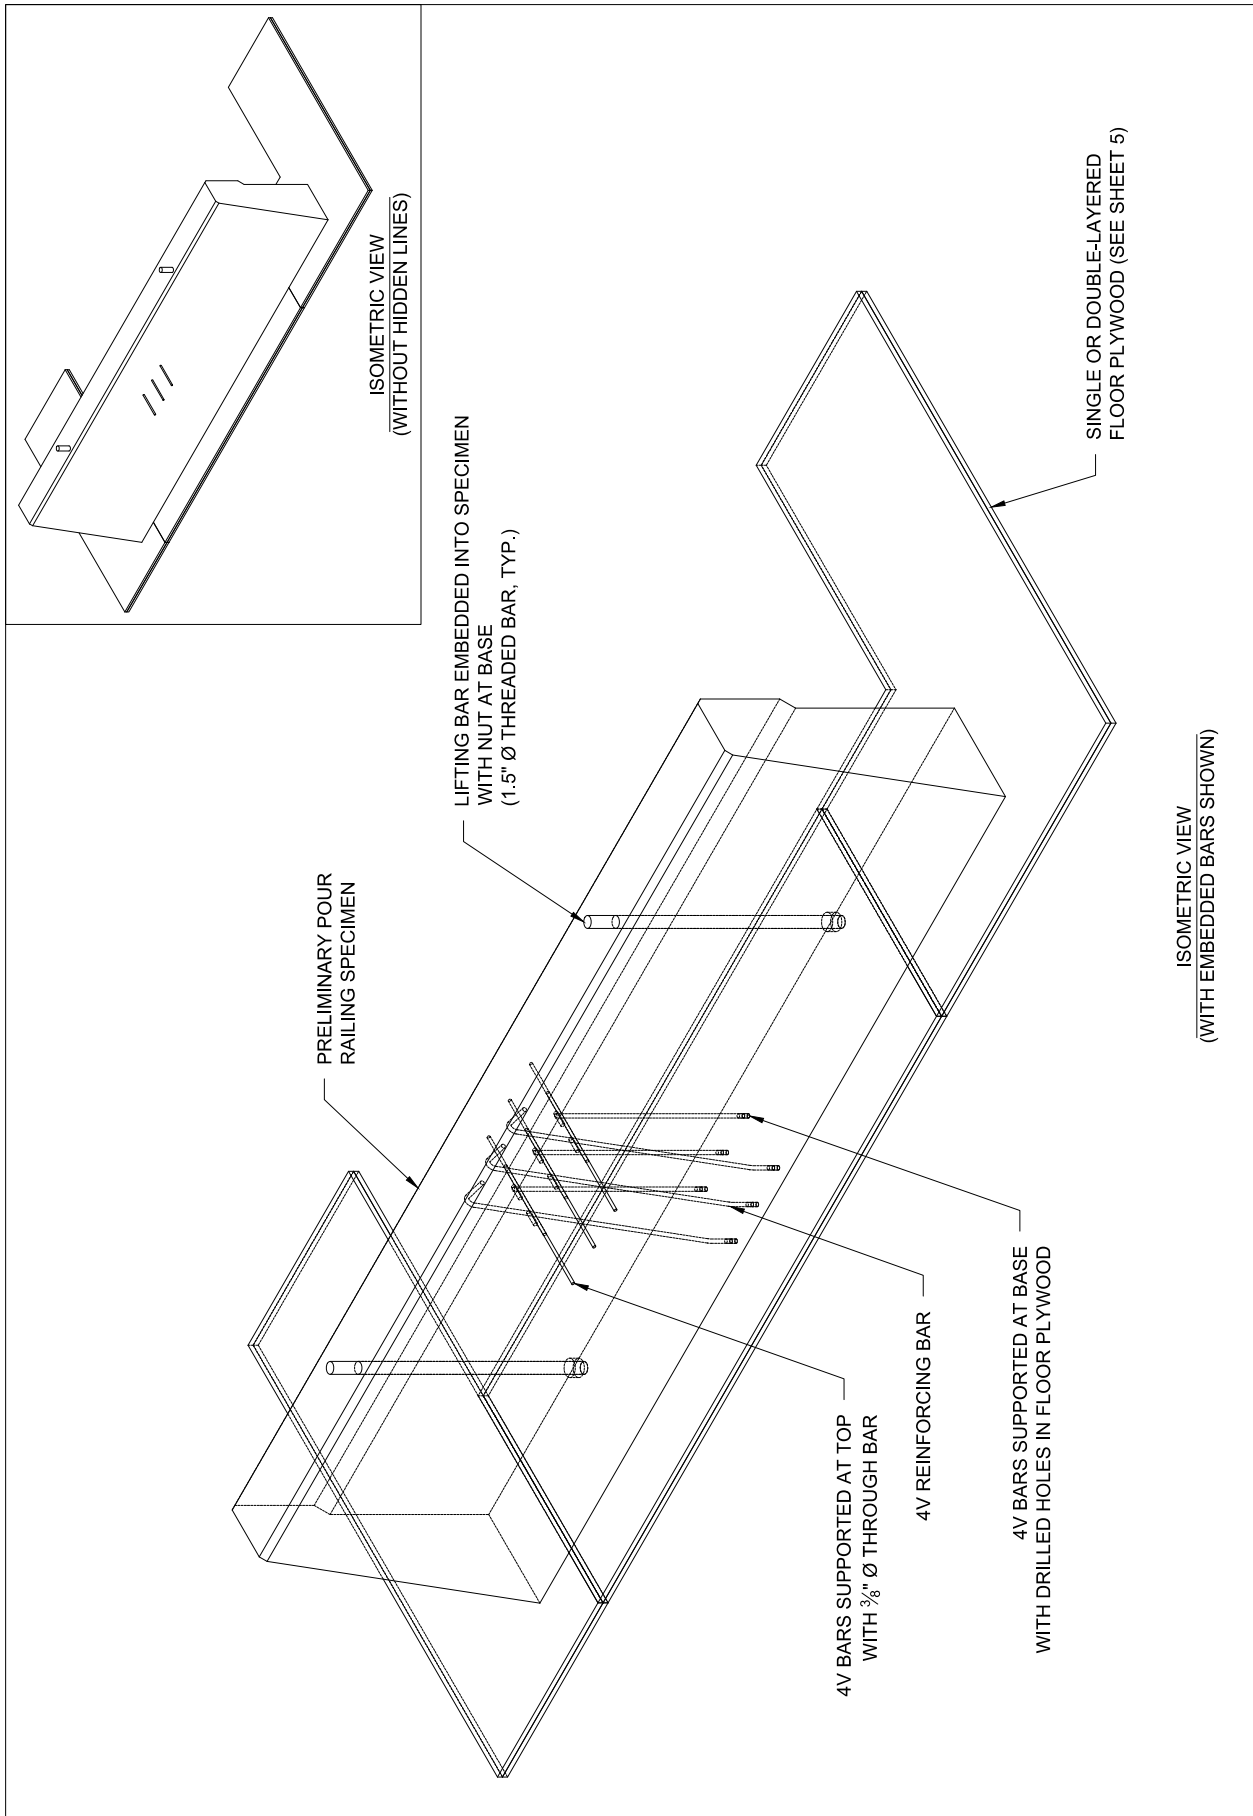 ISOMETRIC VIEW
(WITHOUT HIDDEN LINES)
LIFTING BAR EMBEDDED INTO SPECIMEN
WITH NUT AT BASE
(1.5" Ø THREADED BAR, TYP.)
PRELIMINARY POUR
RAILING SPECIMEN
SINGLE OR DOUBLE-LAYERED
FLOOR PLYWOOD (SEE SHEET 5)
4V BARS SUPPORTED AT TOP
WITH ⅜" Ø THROUGH BAR
4V REINFORCING BAR
4V BARS SUPPORTED AT BASE
WITH DRILLED HOLES IN FLOOR PLYWOOD
ISOMETRIC VIEW
(WITH EMBEDDED BARS SHOWN)